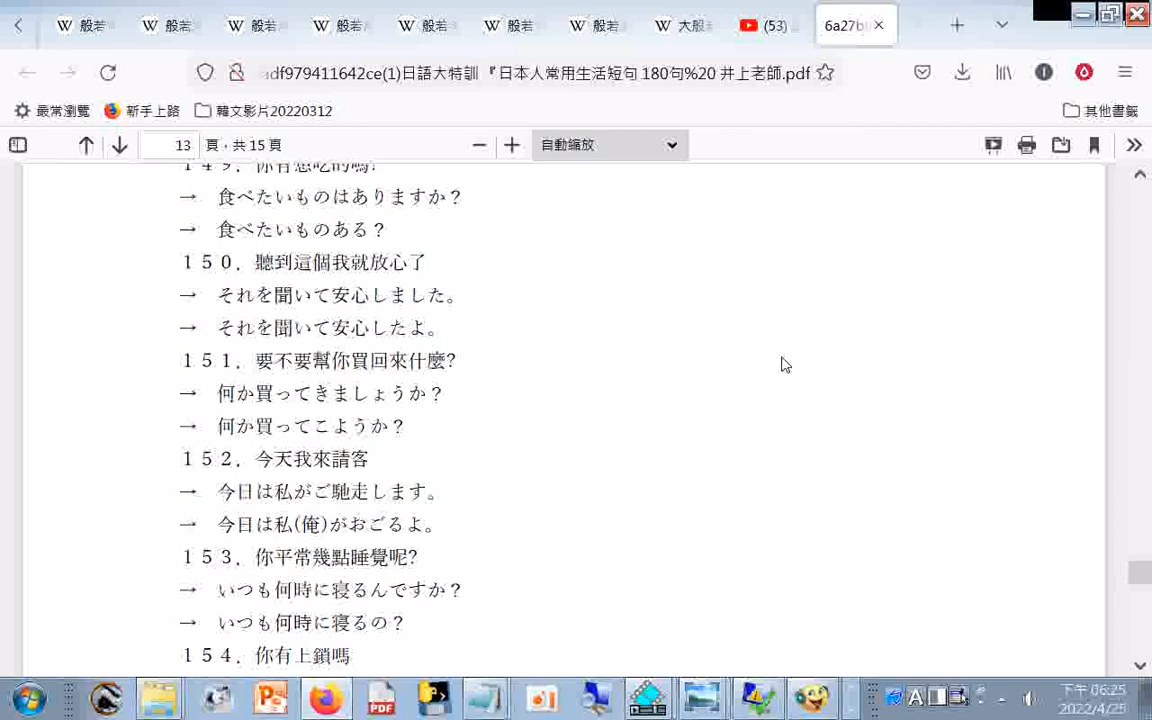 般若
般若
般若
般若
般若
般若
般若
大般
(53)
6a27b
adf979411642ce(1)日語大特訓 『日本人常用生活短句 180句%20 井上老師.pdf
最常瀏覽
新手上路
韓文影片20220312
其他書籤
13 頁，共 15 頁
自動縮放
１４９．你有想吃的嗎?
→ 食べたいものはありますか？
→ 食べたいものある？
１５０．聽到這個我就放心了
→ それを聞いて安心しました。
→ それを聞いて安心したよ。
１５１．要不要幫你買回來什麼?
→ 何か買ってきましょうか？
→ 何か買ってこようか？
１５２．今天我來請客
→ 今日は私がご馳走します。
→ 今日は私(俺)がおごるよ。
１５３．你平常幾點睡覺呢?
→ いつも何時に寝るんですか？
→ いつも何時に寝るの？
１５４．你有上鎖嗎
PDF
A
下午 06:25
2022/4/25